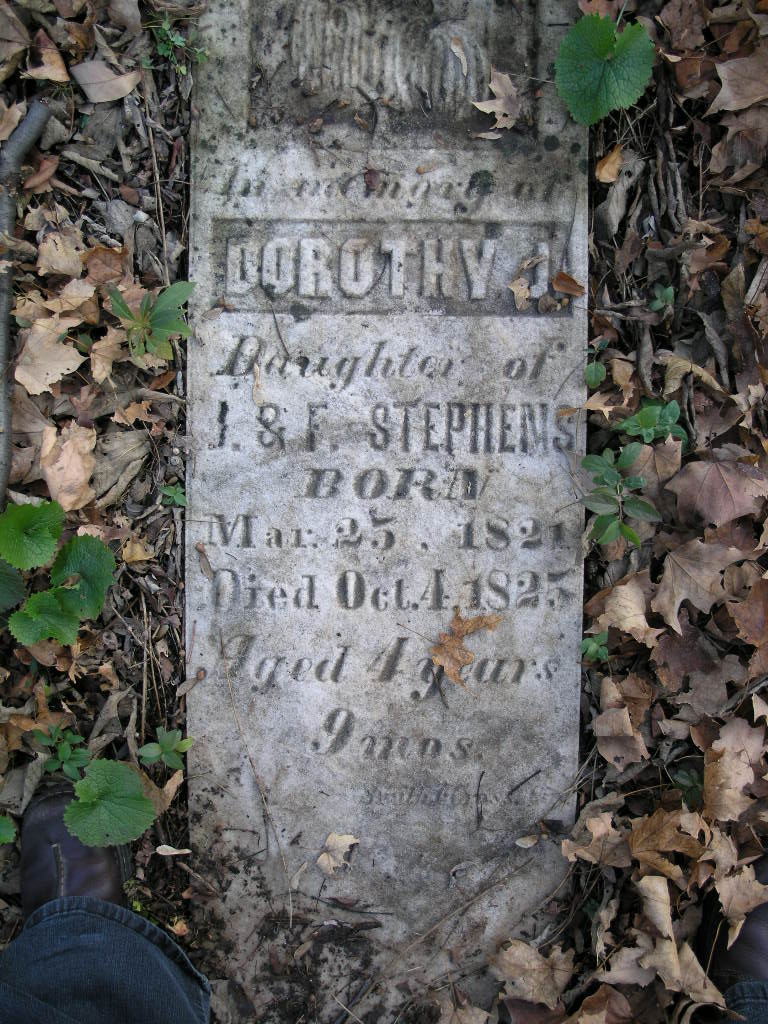 In memory of
DOROTHY J.
Daughter of
J. & F. STEPHENS
BORN
Mar. 25, 1821
Died Oct. 4, 1825
Aged 4 years
9 mos.